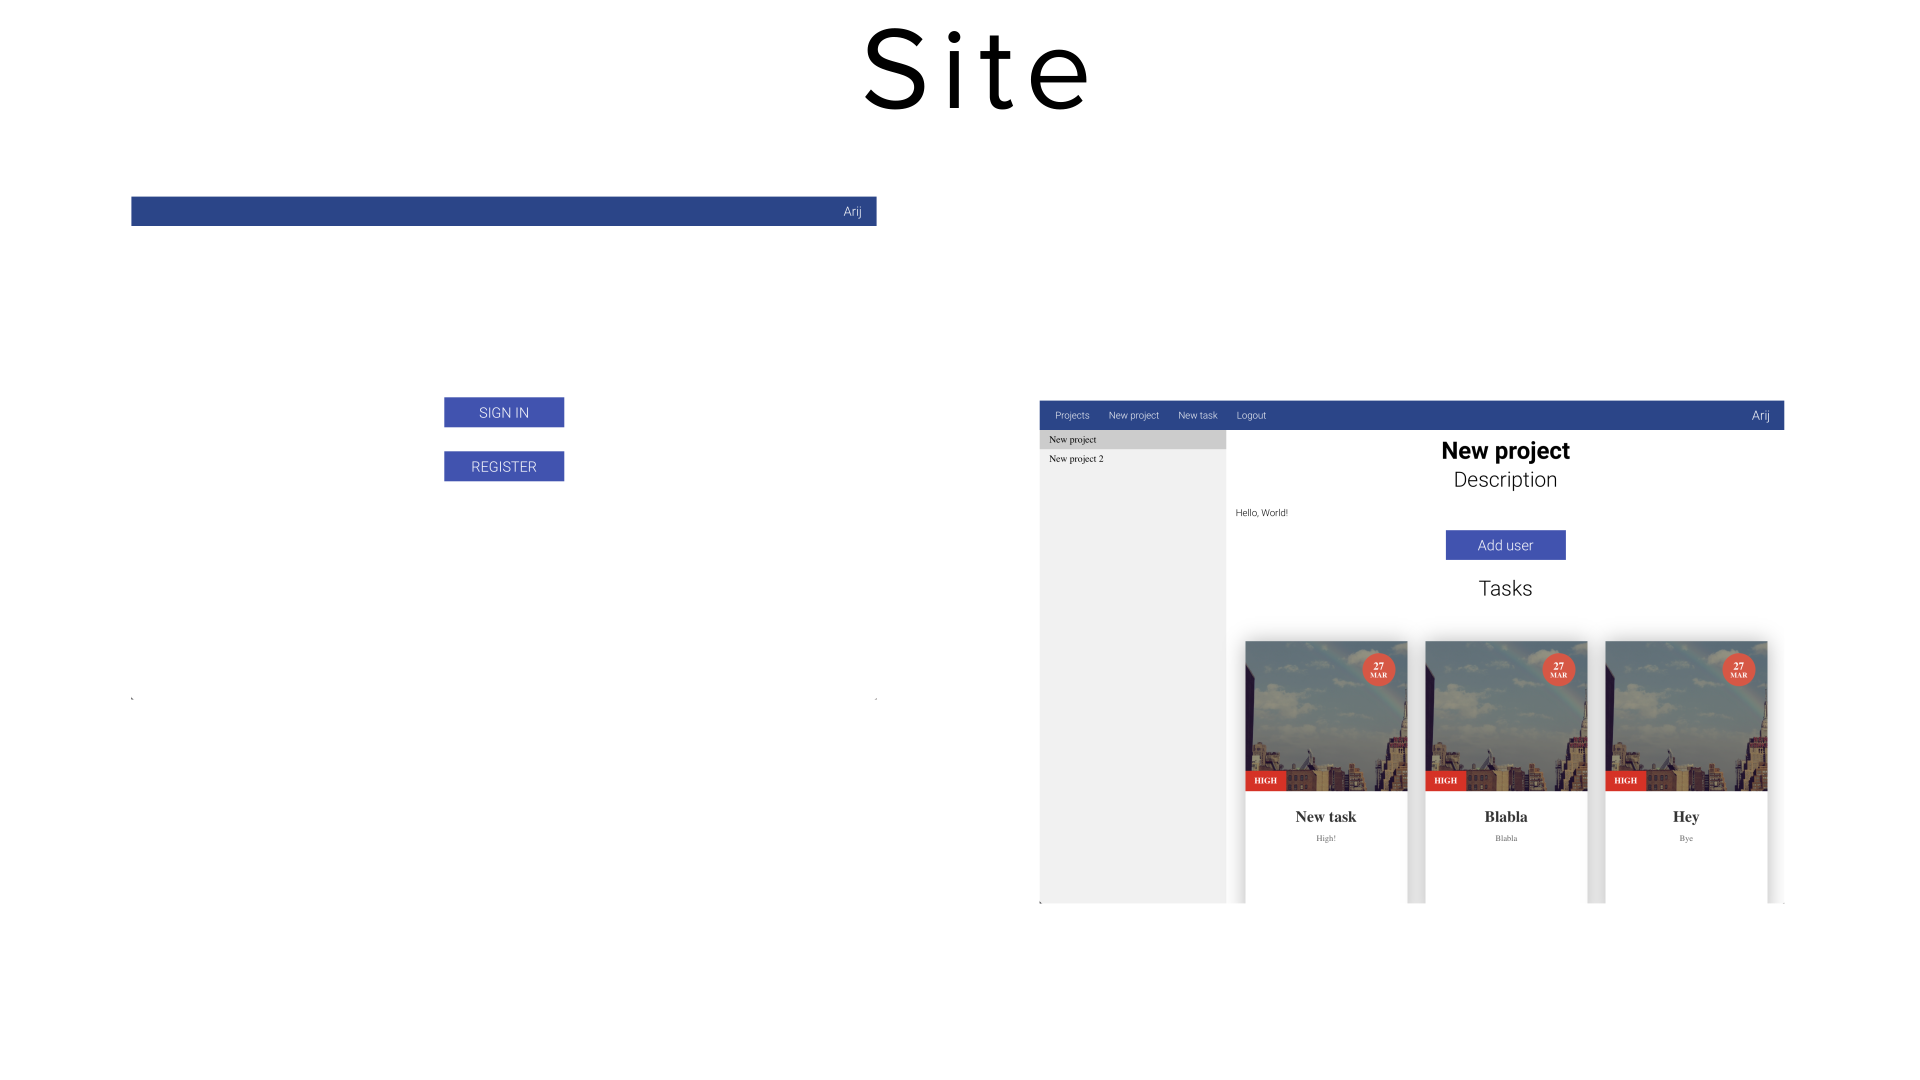 Site
Arij
SIGN IN
REGISTER
Projects New project New task Logout Arij
New project
New project 2
New project
Description
Hello, World!
Add user
Tasks
27
MAR
HIGH
New task
High!
27
MAR
HIGH
Blabla
Blabla
27
MAR
HIGH
Hey
Bye